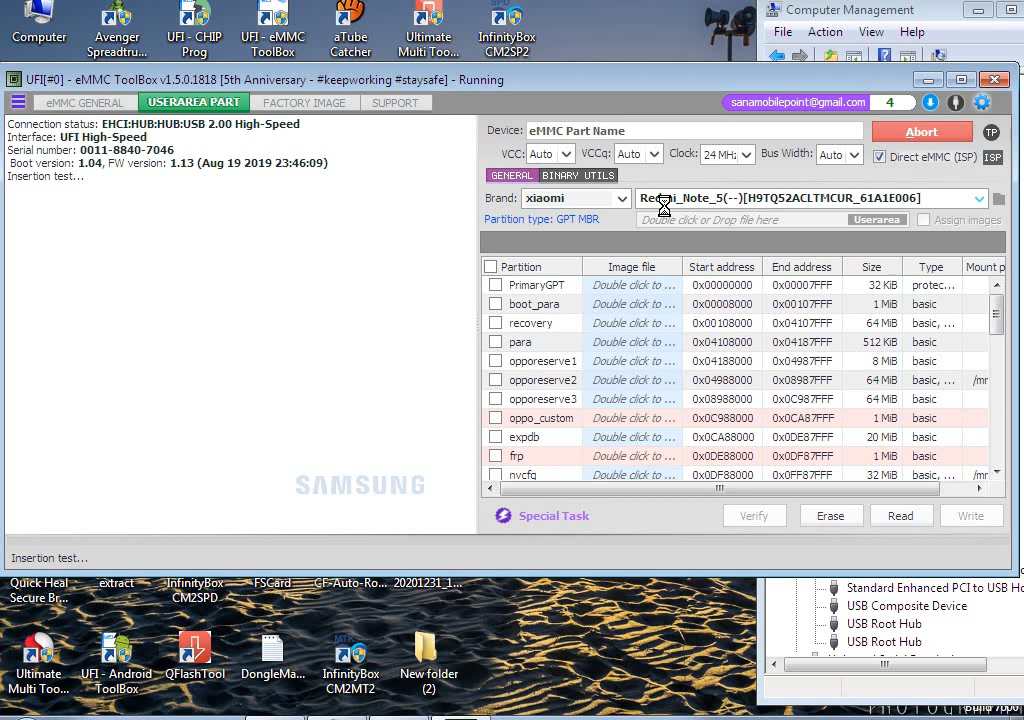 Computer
Avenger
Spreadtru...
UFI - CHIP
Prog
UFI - eMMC
ToolBox
aTube
Catcher
Ultimate
Multi Too...
InfinityBox
CM2SP2
Computer Management
File Action View Help
UFI[#0] - eMMC ToolBox v1.5.0.1818 [5th Anniversary - #keepworking #staysafe] - Running
eMMC GENERAL USERAREA PART FACTORY IMAGE SUPPORT
sanamobilepoint@gmail.com 4
Connection status: EHCI:HUB:HUB:USB 2.00 High-Speed
Interface: UFI High-Speed
Serial number: 0011-8840-7046
Boot version: 1.04, FW version: 1.13 (Aug 19 2019 23:46:09)
Insertion test...
SAMSUNG
Device: eMMC Part Name Abort TP
VCC: Auto VCCq: Auto Clock: 24 MHz Bus Width: Auto Direct eMMC (ISP) ISP
GENERAL BINARY UTILS
Brand: xiaomi Redmi_Note_5(--)[H9TQ52ACLTMCUR_61A1E006]
Partition type: GPT MBR Double click or Drop file here Userarea Assign images
Partition Image file Start address End address Size Type Mount p
PrimaryGPT Double click to ... 0x00000000 0x00007FFF 32 KiB protec...
boot_para Double click to ... 0x00008000 0x00107FFF 1 MiB basic
recovery Double click to ... 0x00108000 0x04107FFF 64 MiB basic, ...
para Double click to ... 0x04108000 0x04187FFF 512 KiB basic
opporeserve1 Double click to ... 0x04188000 0x04987FFF 8 MiB basic
opporeserve2 Double click to ... 0x04988000 0x08987FFF 64 MiB basic, ... /mr
opporeserve3 Double click to ... 0x08988000 0x0C987FFF 64 MiB basic
oppo_custom Double click to ... 0x0C988000 0x0CA87FFF 1 MiB basic
expdb Double click to ... 0x0CA88000 0x0DE87FFF 20 MiB basic
frp Double click to ... 0x0DE88000 0x0DF87FFF 1 MiB basic
nvcfg Double click to ... 0x0DF88000 0x0FF87FFF 32 MiB basic, ... /mr
Special Task Verify Erase Read Write
Insertion test...
Quick Heal
Secure Br...
extract
InfinityBox
CM2SPD
FSCard
CF-Auto-Ro...
20201231_1...
Standard Enhanced PCI to USB Ho
USB Composite Device
USB Root Hub
USB Root Hub
Ultimate
Multi Too...
UFI - Android
ToolBox
QFlashTool
DongleMa...
InfinityBox
CM2MT2
New folder
(2)